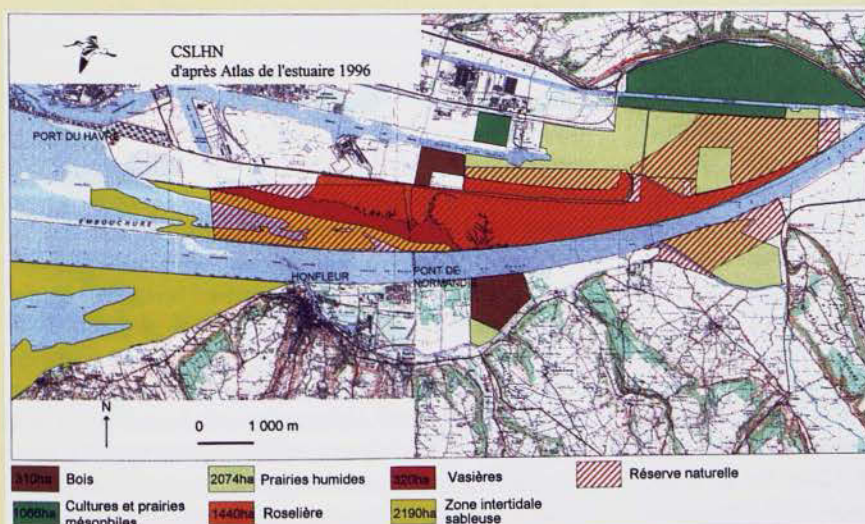 CSLHN
d'après Atlas de l'estuaire 1996
PORT DU HAVRE
EMBOUCHURE
HONFLEUR
PONT DE
NORMAND
N
0 1 000 m
310ha Bois
2074ha Prairies humides
320ha Vasières
Réserve naturelle
1066ha Cultures et prairies
mésophiles
1440ha Roselière
2190ha Zone intertidale
sableuse